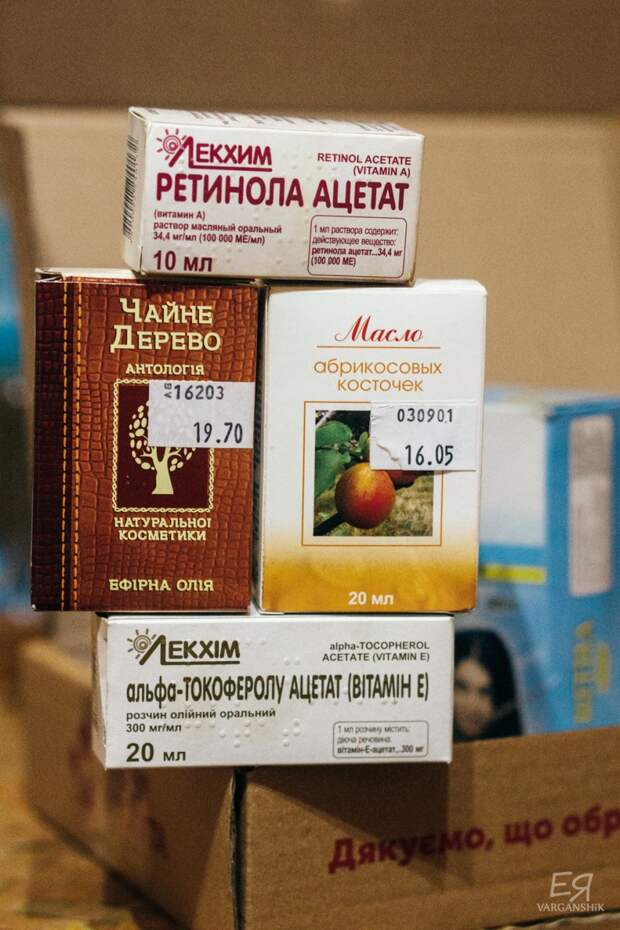 ЛЕКХИМ
RETINOL ACETATE
(VITAMIN A)
РЕТИНОЛА АЦЕТАТ
(витамин А)
раствор масляный оральный
34,4 мг/мл (100 000 МЕ/мл)
10 мл
1 мл раствора содержит:
действующее вещество:
ретинола ацетат...34,4 мг
(100 000 МЕ)
ЧАЙНЕ
ДЕРЕВО
АНТОЛОГІЯ
16203
19.70
НАТУРАЛЬНОЇ
КОСМЕТИКИ
ЕФІРНА ОЛІЯ
Масло
абрикосовых
косточек
030901
16.05
20 мл
ЛЕКХІМ
alpha-TOCOPHEROL
ACETATE (VITAMIN E)
альфа-ТОКОФЕРОЛУ АЦЕТАТ (ВІТАМІН Е)
розчин олійний оральний
300 мг/мл
20 мл
1 мл розчину містить:
діюча речовина:
вітамін-Е-ацетат...300 мг
Дякуємо, що обр
ЕЯ
VARGANSHiK